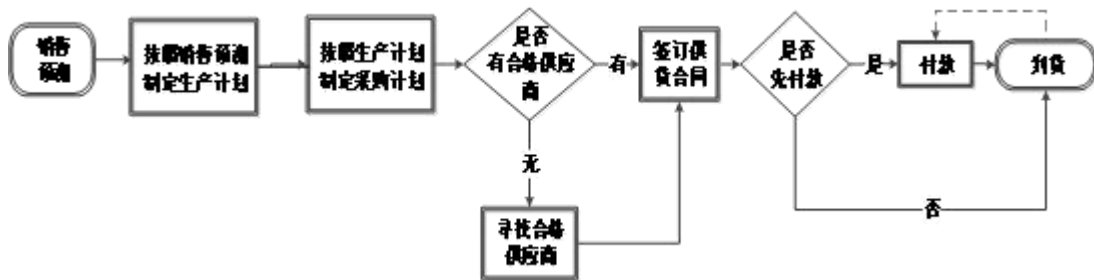 销售
预测
按照销售预测
制定生产计划
按照生产计划
制定采购计划
是否
有合格供应
商
有
无
寻找合格
供应商
签订供
货合同
是否
先付款
是
否
付款
到货